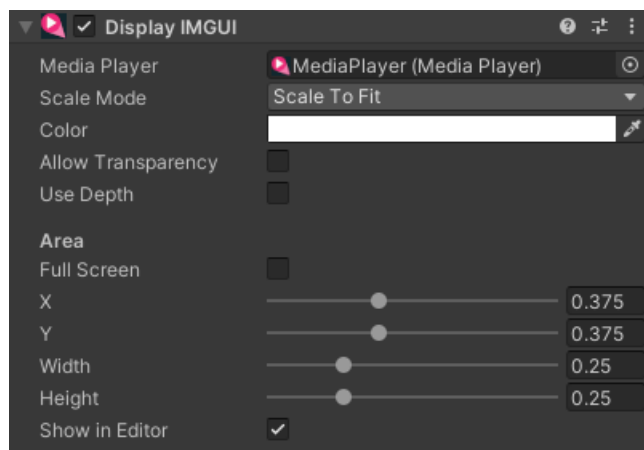 Display IMGUI
Media Player MediaPlayer (Media Player)
Scale Mode Scale To Fit
Color
Allow Transparency
Use Depth
Area
Full Screen
X 0.375
Y 0.375
Width 0.25
Height 0.25
Show in Editor